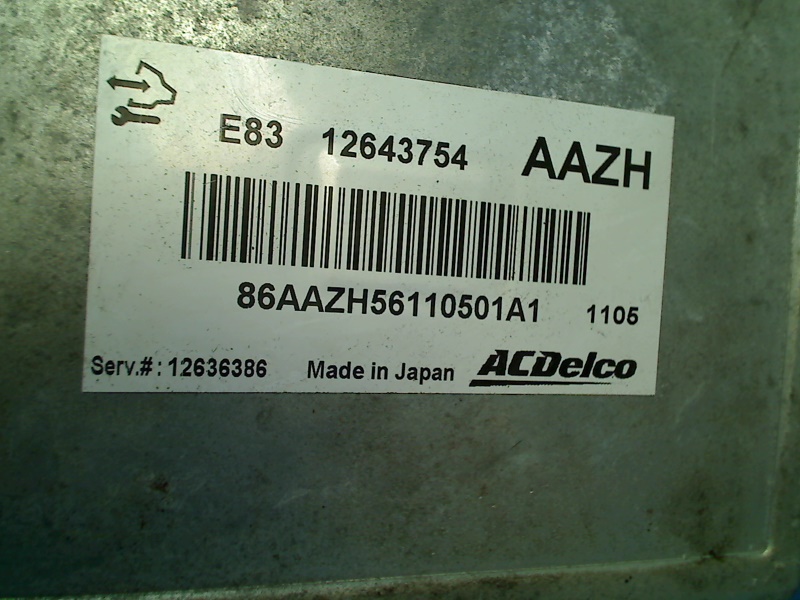 E83 12643754 AAZH
86AAZH56110501A1 1105
Serv.#: 12636386 Made in Japan ACDelco